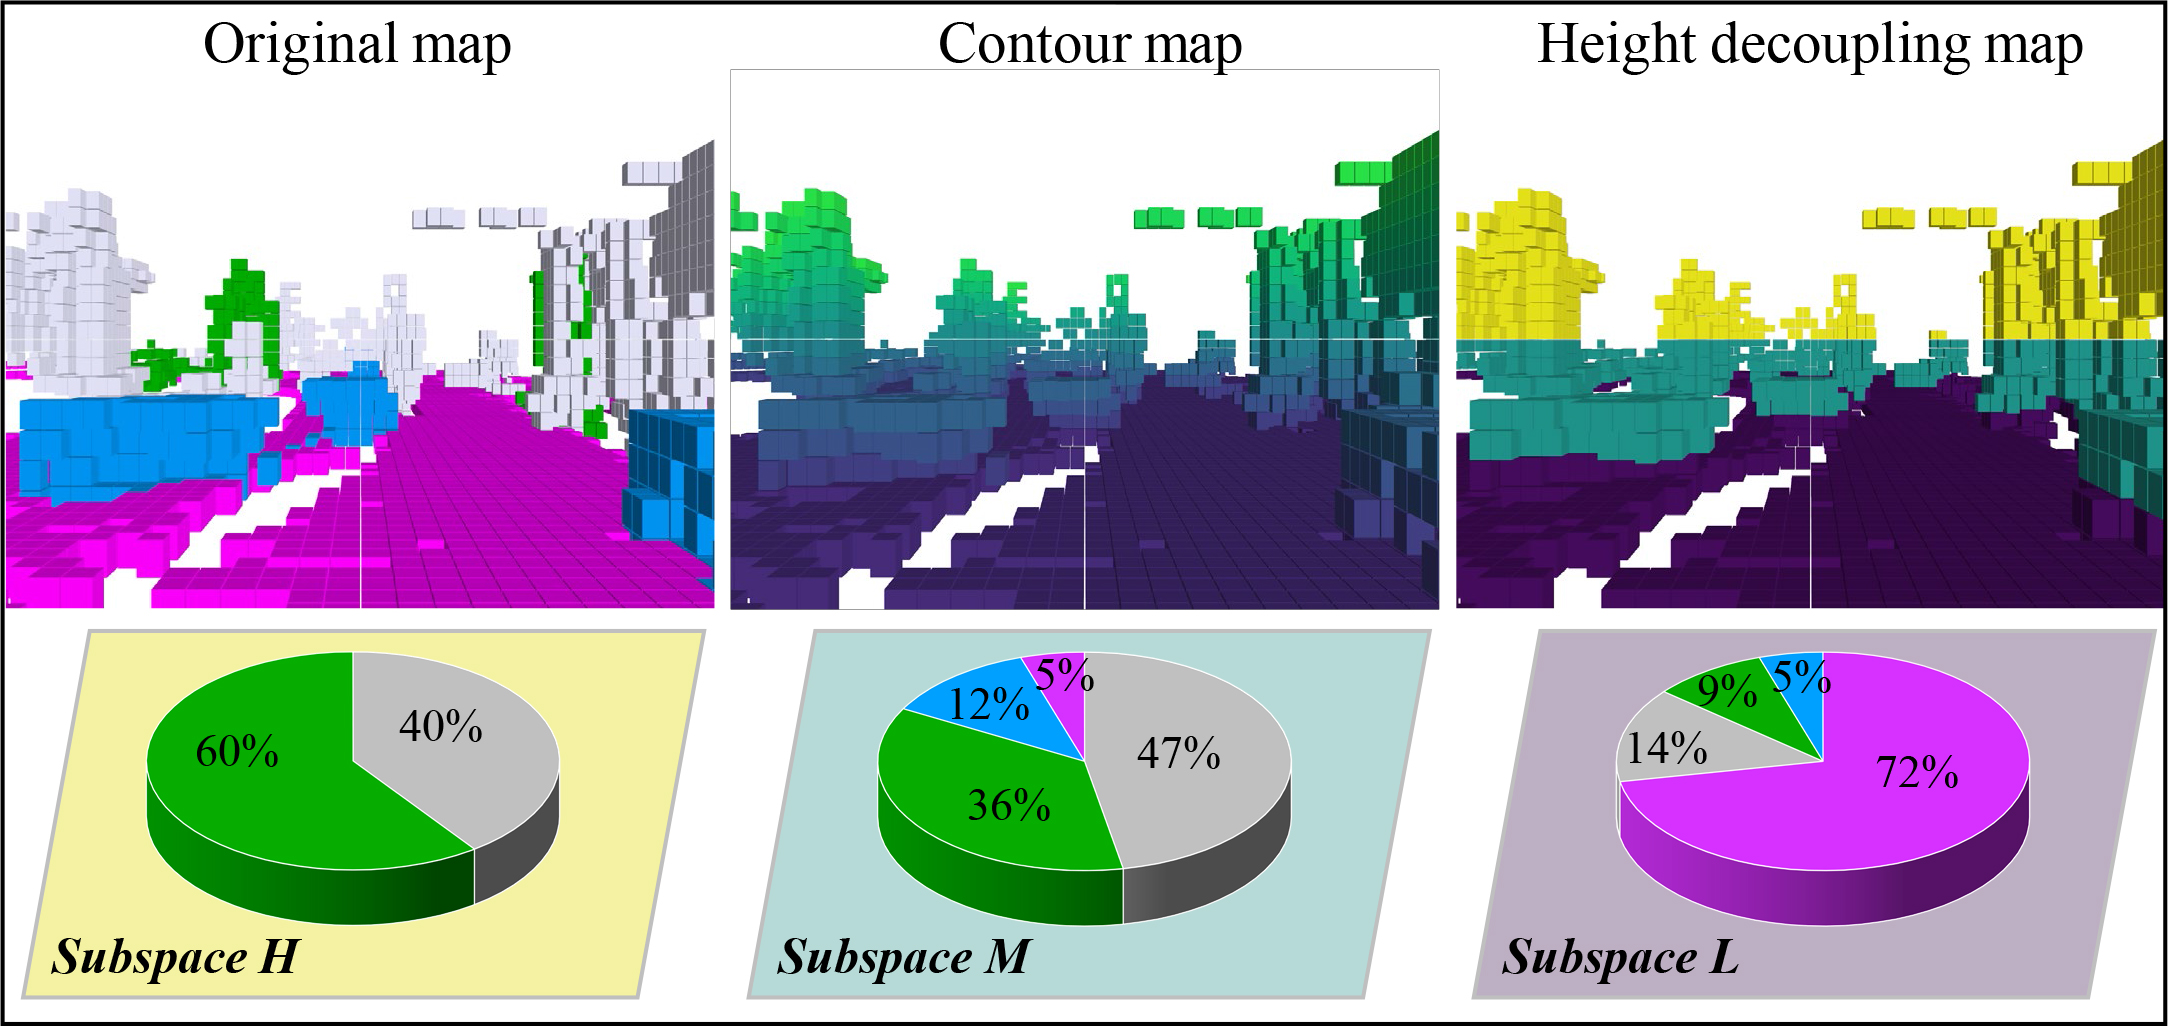 Original map
Contour map
Height decoupling map
60%
40%
Subspace H
5%
12%
47%
36%
Subspace M
5%
9%
14%
72%
Subspace L